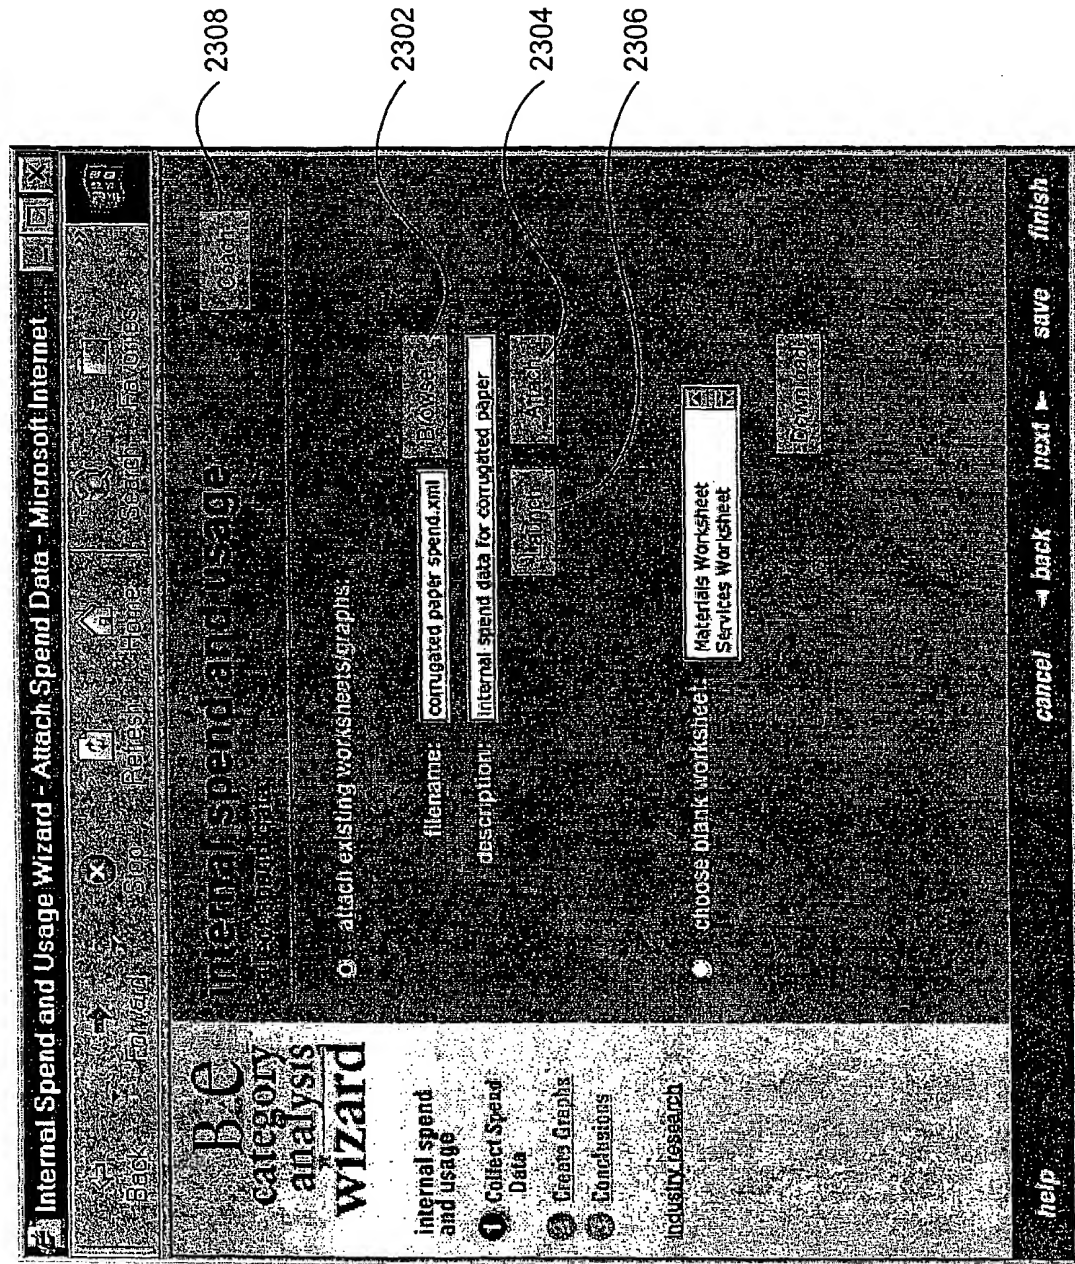 Internal Spend and Usage Wizard - Attach Spend Data - Microsoft Internet ...
Back
Forward
Stop
Refresh
Home
Search
Favorites
category
analysis
wizard
internal spend
and usage
1 Collect Spend
Data
Create Graphs
Conclusions
Industry research
internal spend and usage
Coach
attach existing worksheets/graphs:
filename:
corrugated paper spend.xml
Browse
description:
internal spend data for corrugated paper
Launch
Attach
choose blank worksheet:
Materials Worksheet
Services Worksheet
Download
help
cancel
back
next
save
finish
2308
2302
2304
2306